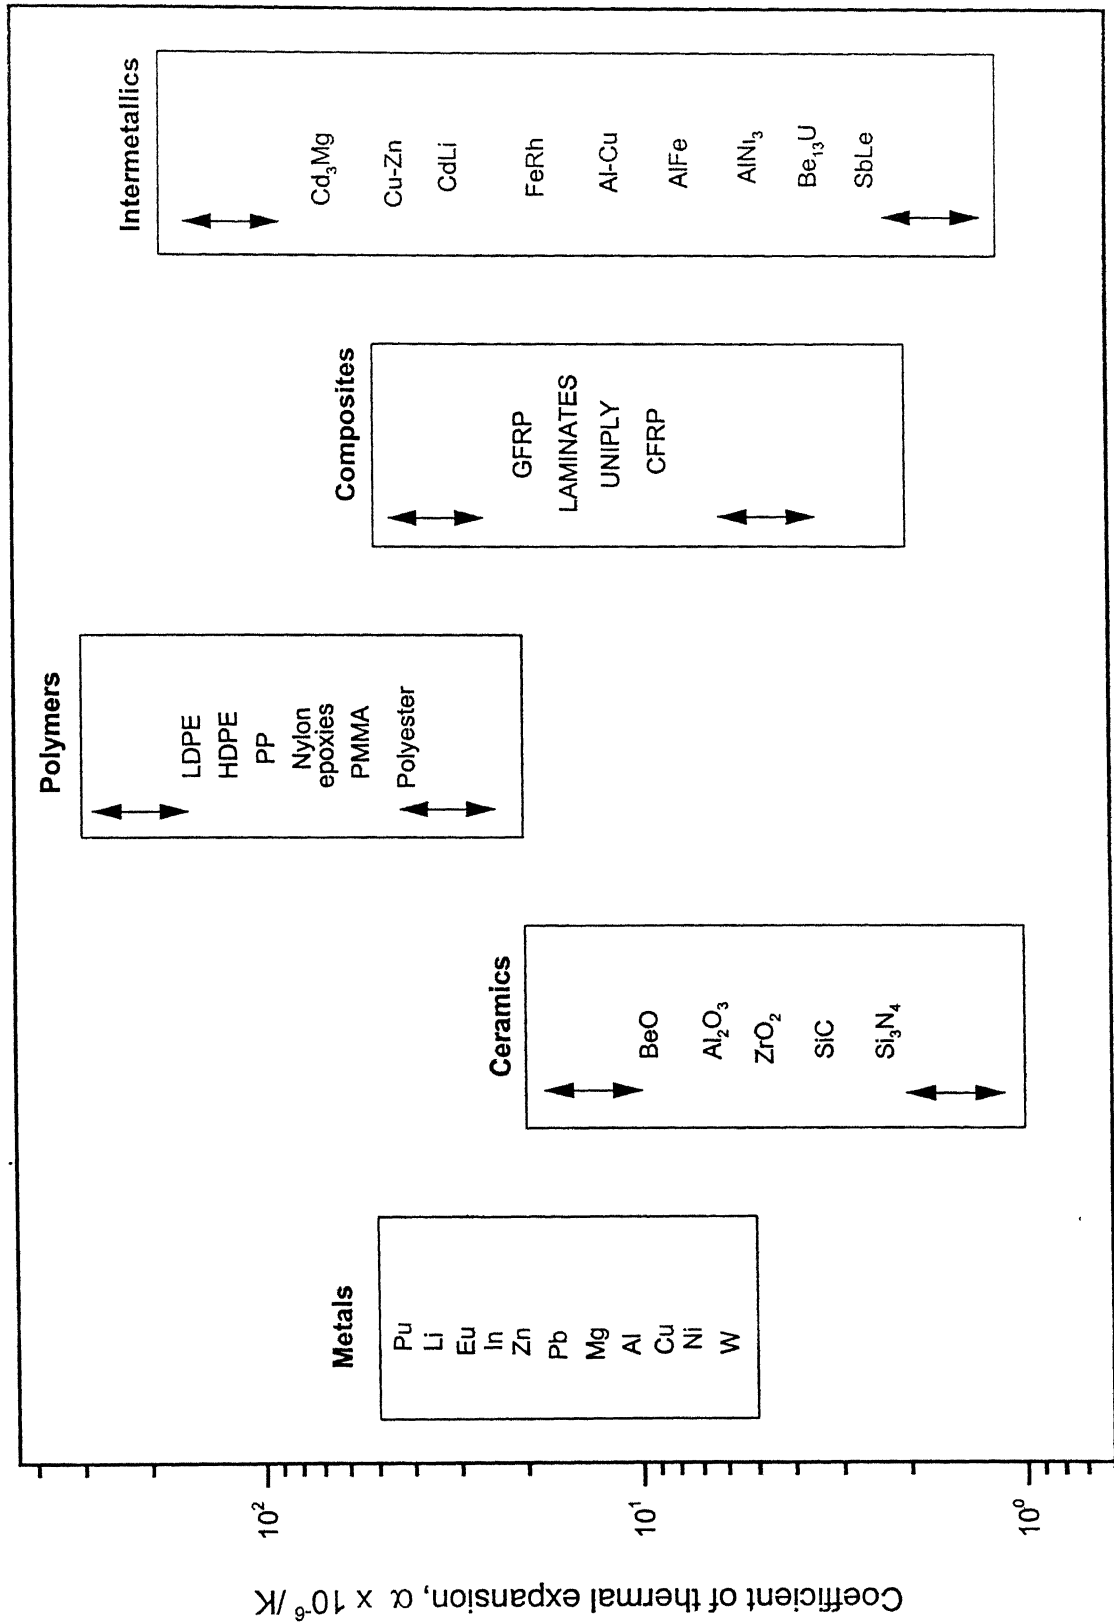 Coefficient of thermal expansion, α x 10⁻⁶/K
10²
10¹
10⁰
Metals
Pu
Li
Eu
In
Zn
Pb
Mg
Al
Cu
Ni
W
Ceramics
BeO
Al₂O₃
ZrO₂
SiC
Si₃N₄
Polymers
LDPE
HDPE
PP
Nylon
epoxies
PMMA
Polyester
Composites
GFRP
LAMINATES
UNIPLY
CFRP
Intermetallics
Cd₃Mg
Cu-Zn
CdLi
FeRh
Al-Cu
AlFe
AlNi₃
Be₁₃U
SbLe